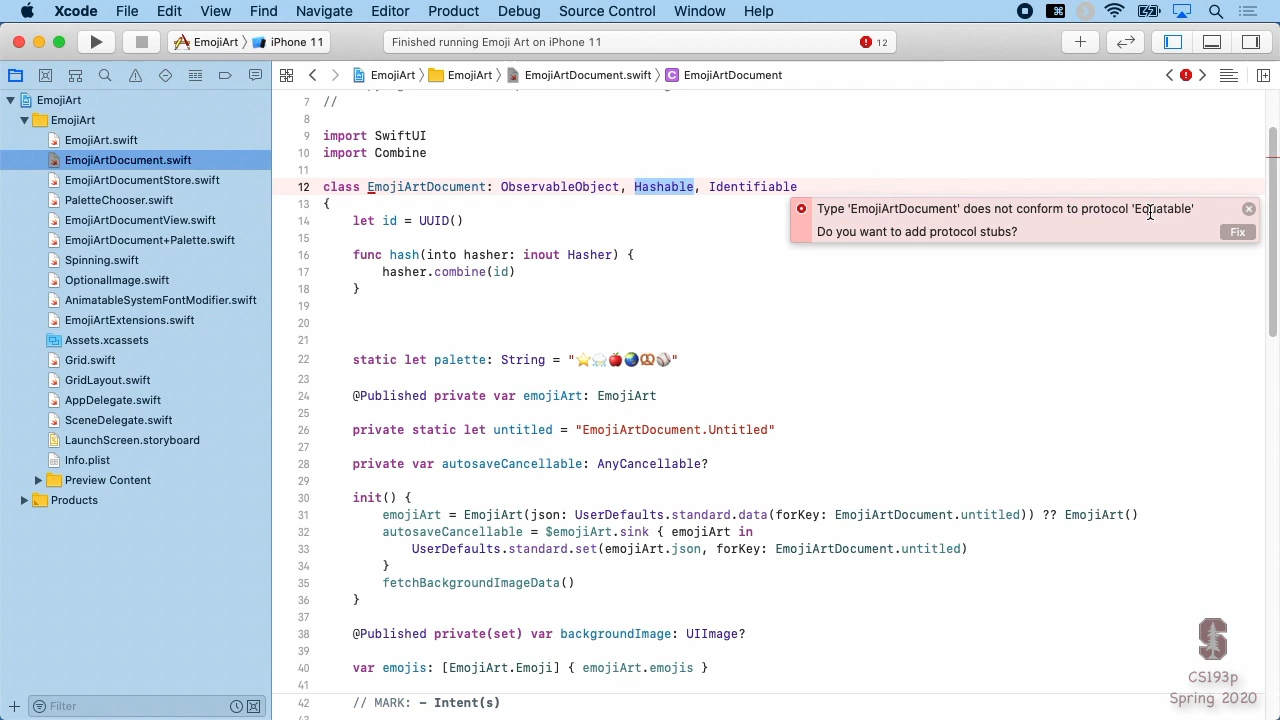 Xcode File Edit View Find Navigate Editor Product Debug Source Control Window Help
EmojiArt iPhone 11
Finished running Emoji Art on iPhone 11
12
EmojiArt EmojiArt EmojiArtDocument.swift EmojiArtDocument
EmojiArt
EmojiArt
EmojiArt.swift
EmojiArtDocument.swift
EmojiArtDocumentStore.swift
PaletteChooser.swift
EmojiArtDocumentView.swift
EmojiArtDocument+Palette.swift
Spinning.swift
OptionalImage.swift
AnimatableSystemFontModifier.swift
EmojiArtExtensions.swift
Assets.xcassets
Grid.swift
GridLayout.swift
AppDelegate.swift
SceneDelegate.swift
LaunchScreen.storyboard
Info.plist
Preview Content
Products
Filter
7 //
8
9 import SwiftUI
10 import Combine
11
12 class EmojiArtDocument: ObservableObject, Hashable, Identifiable
Type 'EmojiArtDocument' does not conform to protocol 'Equatable'
Do you want to add protocol stubs? Fix
13 {
14 let id = UUID()
15
16 func hash(into hasher: inout Hasher) {
17 hasher.combine(id)
18 }
19
20
21
22 static let palette: String = "⭐️🌨🍎🌏🥨⚾️"
23
24 @Published private var emojiArt: EmojiArt
25
26 private static let untitled = "EmojiArtDocument.Untitled"
27
28 private var autosaveCancellable: AnyCancellable?
29
30 init() {
31 emojiArt = EmojiArt(json: UserDefaults.standard.data(forKey: EmojiArtDocument.untitled)) ?? EmojiArt()
32 autosaveCancellable = $emojiArt.sink { emojiArt in
33 UserDefaults.standard.set(emojiArt.json, forKey: EmojiArtDocument.untitled)
34 }
35 fetchBackgroundImageData()
36 }
37
38 @Published private(set) var backgroundImage: UIImage?
39
40 var emojis: [EmojiArt.Emoji] { emojiArt.emojis }
41
42 // MARK: - Intent(s)
CS193p
Spring 2020